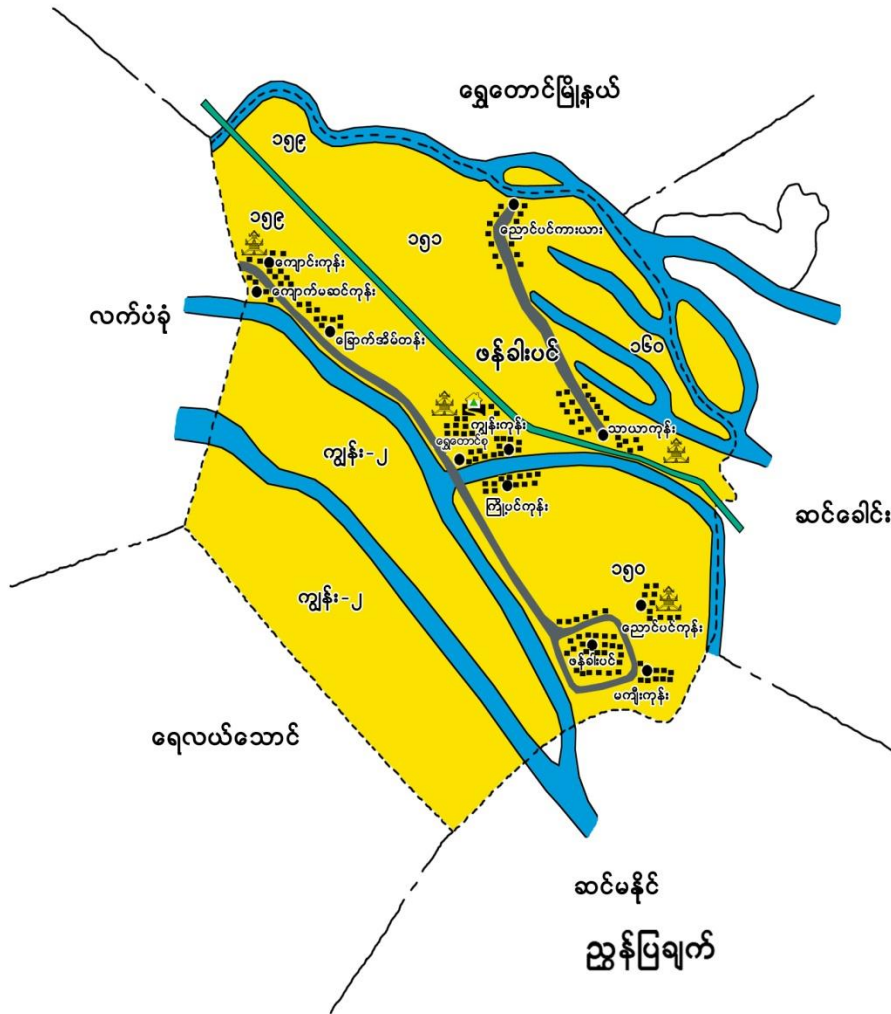 ရွှေတောင်မြို့နယ်
၁၅၉
၁၅၉
ညောင်ပင်ကားယား
၁၅၁
ကျောင်းကုန်း
ကျောက်မဆင်ကုန်း
လက်ပံခုံ
ခြောက်အိမ်တန်း
ဖန်ခါးပင်
၁၆၀
ကျွန်းကုန်း
သာယာကုန်း
ရွှေတောင်စု
ကျွန်း-၂
ကြို့ပင်ကုန်း
ဆင်ခေါင်း
၁၅၀
ကျွန်း-၂
ညောင်ပင်ကုန်း
ဖန်ခါးပင်
မကျီးကုန်း
ရေလယ်သောင်
ဆင်မနိုင်
ညွှန်ပြချက်